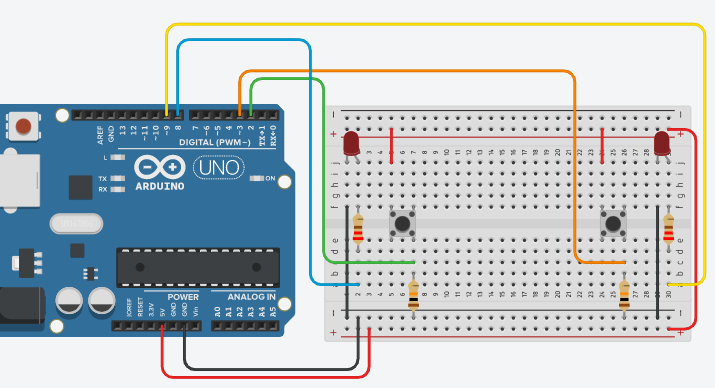 AREF
GND
13
12
~11
~10
~9
8
7
~6
~5
4
~3
2
TX→1
RX←0
DIGITAL (PWM~)
L
TX
RX
ARDUINO
UNO
ON
POWER
ANALOG IN
IOREF
RESET
3.3V
5V
GND
GND
Vin
A0
A1
A2
A3
A4
A5
j
i
h
g
f
e
d
c
b
a